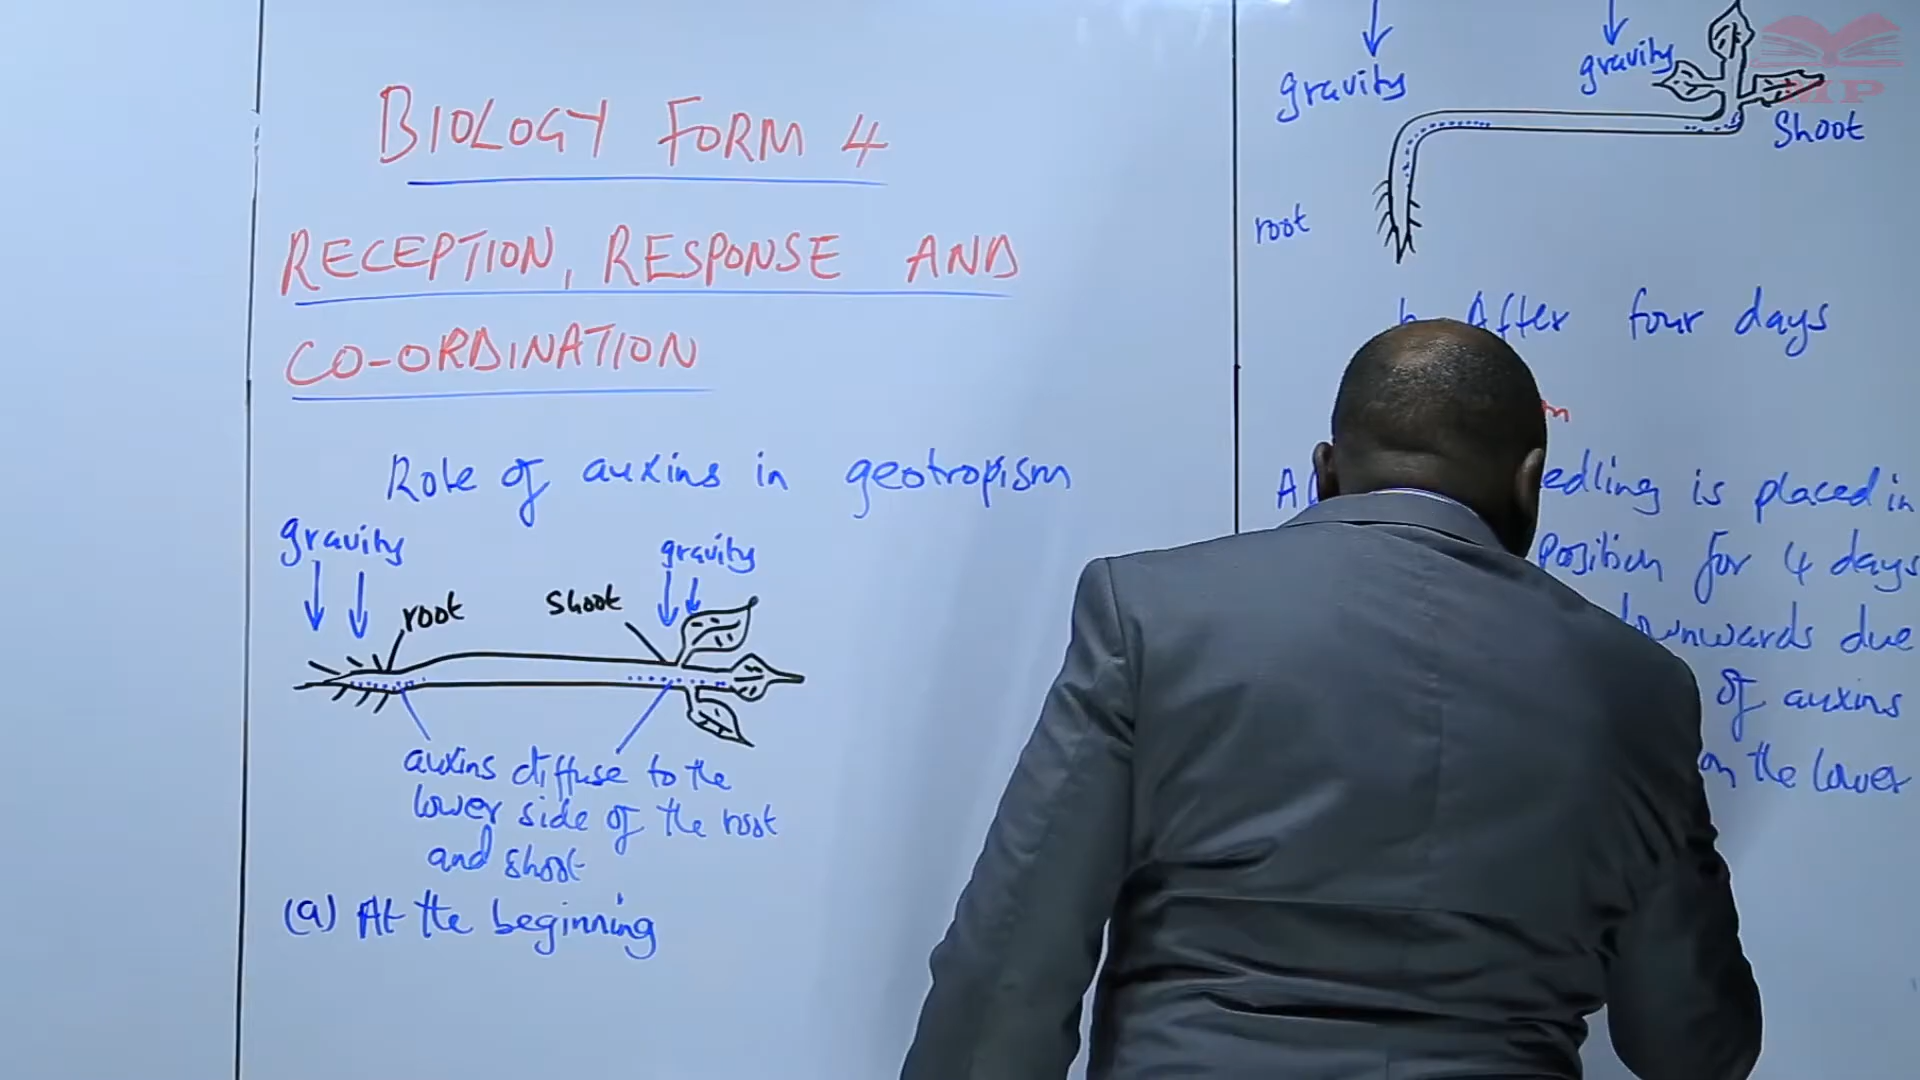 BIOLOGY FORM 4
RECEPTION, RESPONSE AND
CO-ORDINATION
Role of auxins in geotropism
gravity
gravity
root
shoot
auxins diffuse to the
lower side of the root
and shoot
(a) At the beginning
gravity
gravity
MP
Shoot
root
After four days
is placed in
position for 4 days
downwards due
of auxins
on the lower